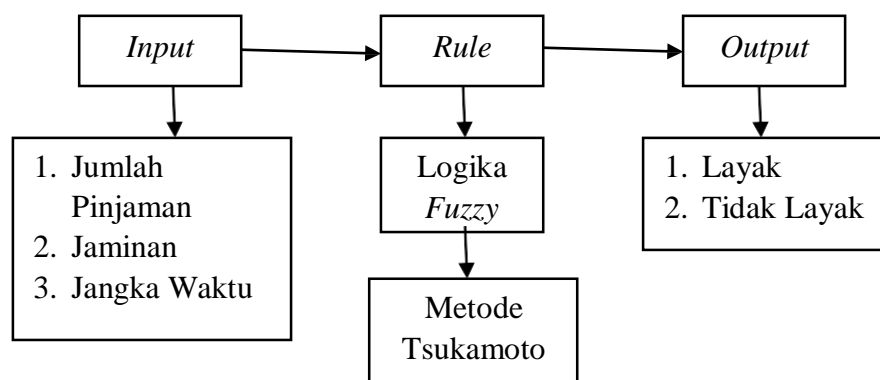 Input
Rule
Output
1. Jumlah
Pinjaman
2. Jaminan
3. Jangka Waktu
Logika
Fuzzy
1. Layak
2. Tidak Layak
Metode
Tsukamoto